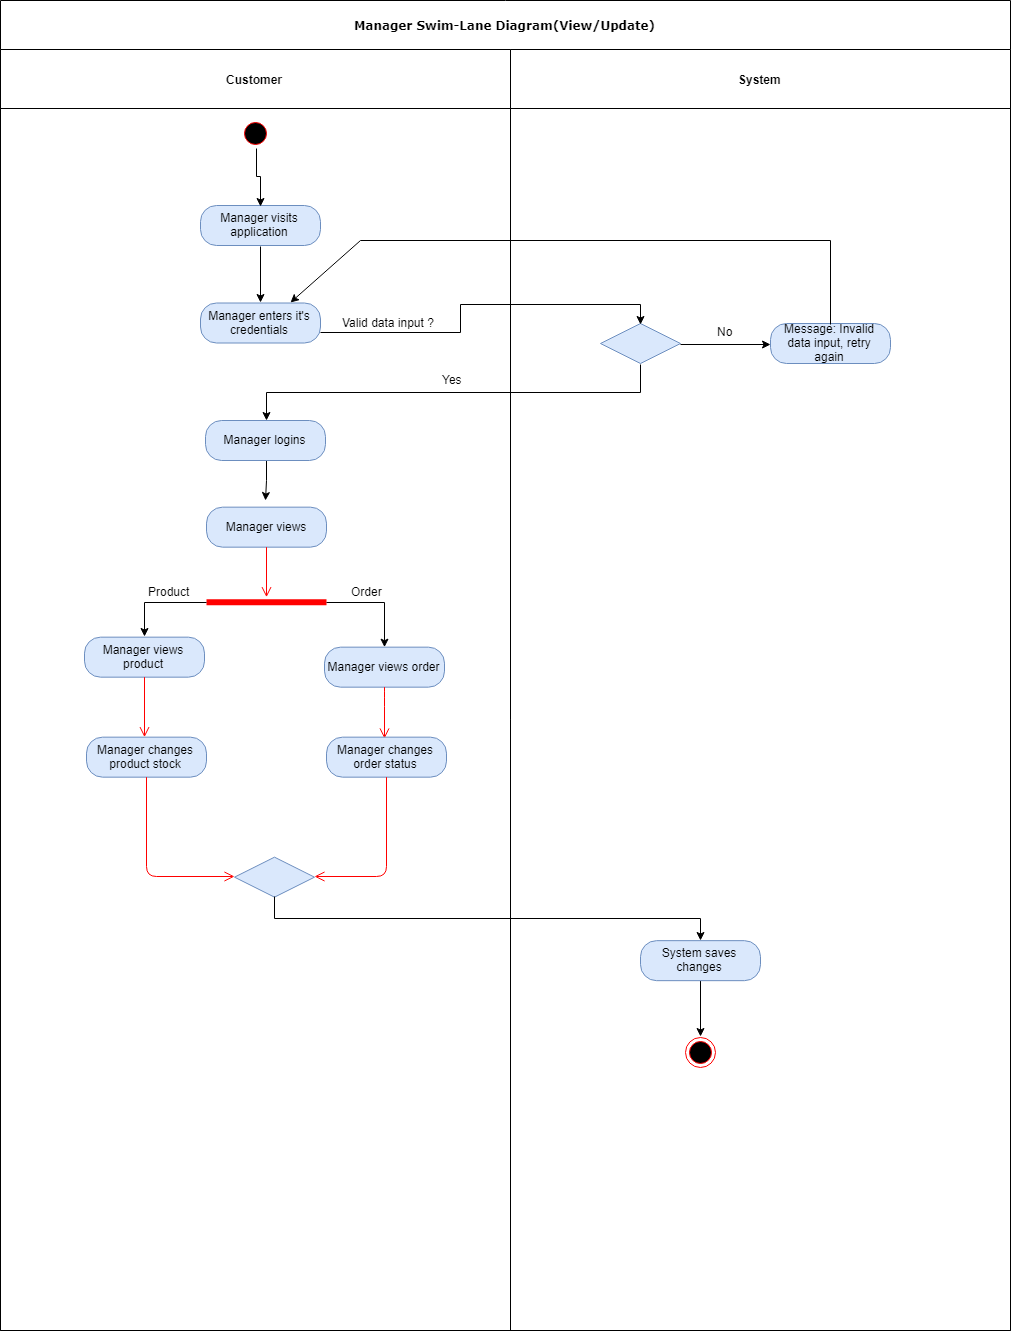 Manager Swim-Lane Diagram(View/Update)
Customer
System
Manager visits
application
Manager enters it's
credentials
Valid data input ?
No
Message: Invalid
data input, retry
again
Yes
Manager logins
Manager views
Product
Order
Manager views
product
Manager views order
Manager changes
product stock
Manager changes
order status
System saves
changes